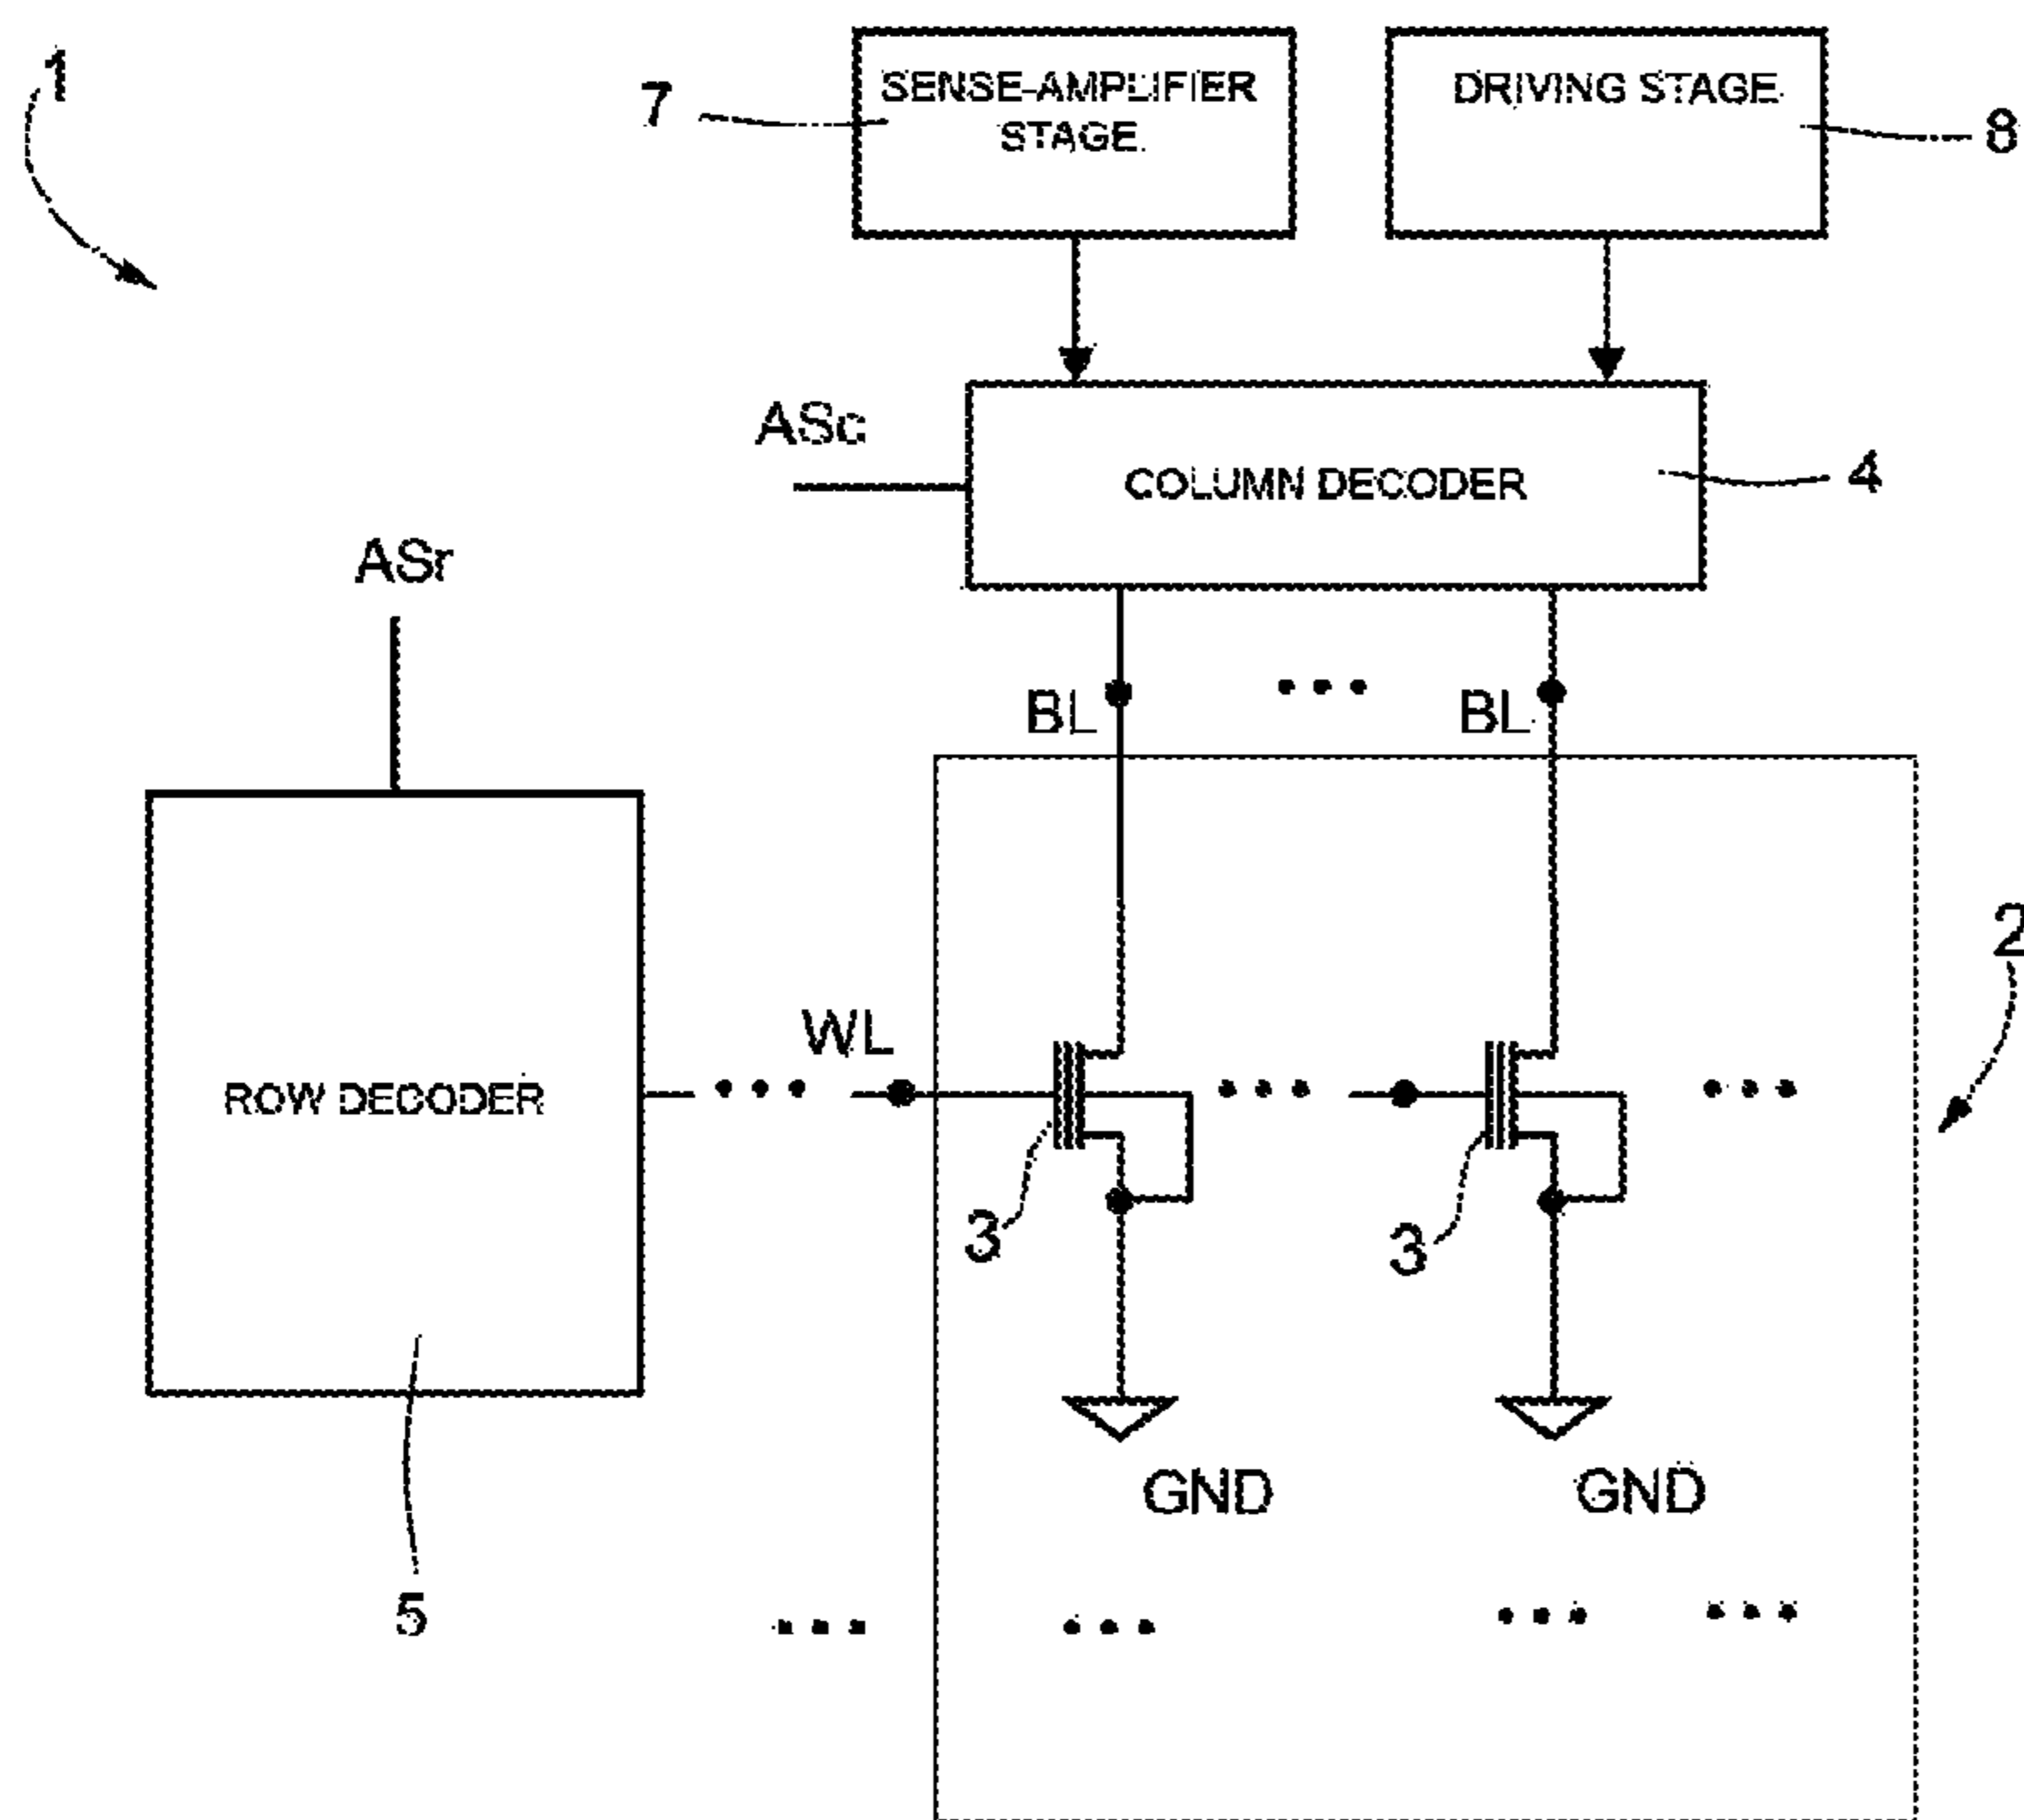 1
7
SENSE-AMPLIFIER
STAGE
DRIVING STAGE
8
ASc
COLUMN DECODER
4
ASr
BL
...
BL
2
WL
ROW DECODER
...
...
...
3
3
GND
GND
5
...
...
...
...